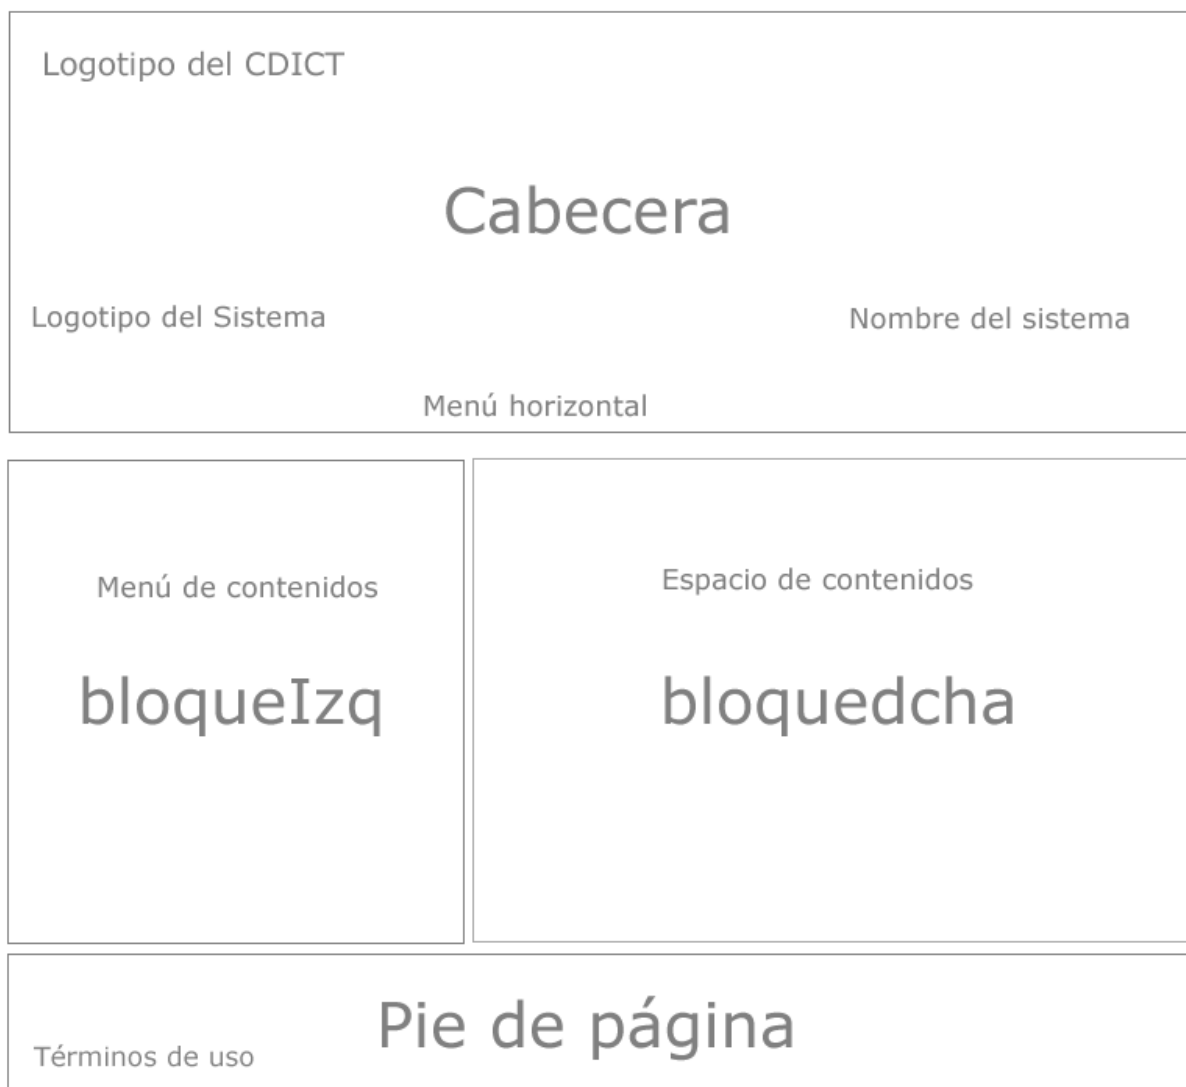 Logotipo del CDICT
Cabecera
Logotipo del Sistema
Nombre del sistema
Menú horizontal
Menú de contenidos
bloqueIzq
Espacio de contenidos
bloquedcha
Pie de página
Términos de uso